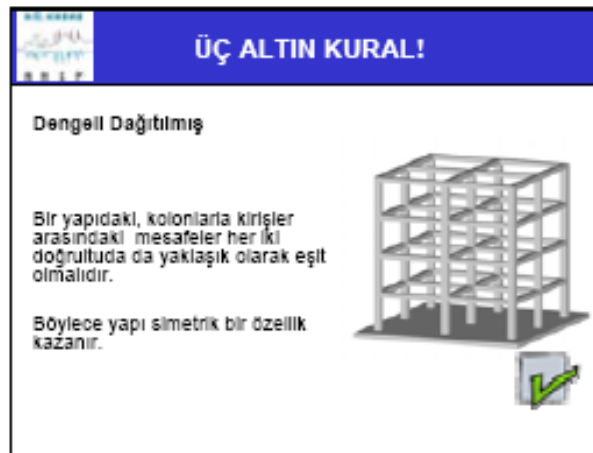 ÜÇ ALTIN KURAL!
Dengeli Dağıtılmış
Bir yapıdaki, kolonlarla kirişler
arasındaki mesafeler her iki
doğrultuda da yaklaşık olarak eşit
olmalıdır.
Böylece yapı simetrik bir özellik
kazanır.